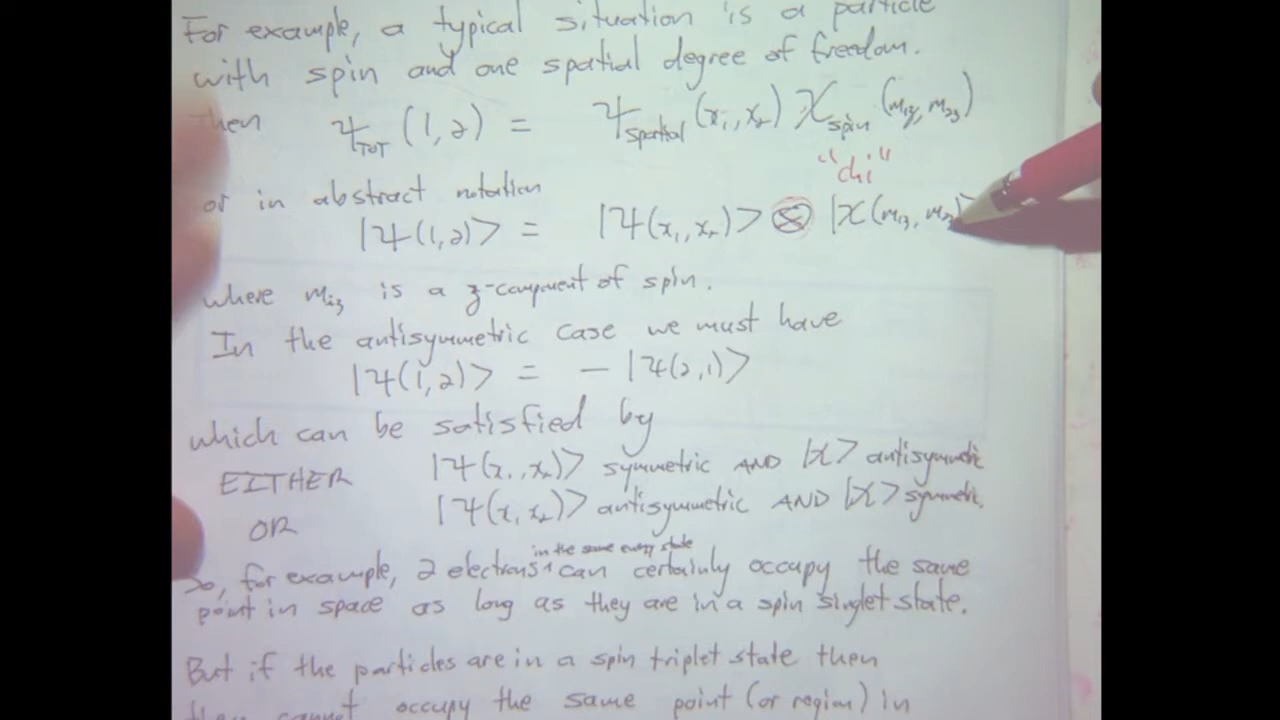 For example, a typical situation is a particle
with spin and one spatial degree of freedom.
then Ψ_TOT (1,2) = Ψ_spatial (x₁,x₂) χ_spin (m₁z, m₂z)
"chi"
or in abstract notation
|Ψ(1,2)> = |Ψ(x₁,x₂)> ⊗ |χ(m₁z, m₂z)>
where miz is a z-component of spin.
In the antisymmetric case we must have
|Ψ(1,2)> = - |Ψ(2,1)>
which can be satisfied by
EITHER |Ψ(x₁,x₂)> symmetric AND |χ> antisymmetric
OR |Ψ(x₁,x₂)> antisymmetric AND |χ> symmetric.
in the same energy state
So, for example, 2 electrons ^ can certainly occupy the same
point in space as long as they are in a spin singlet state.
But if the particles are in a spin triplet state then
they cannot occupy the same point (or region) in